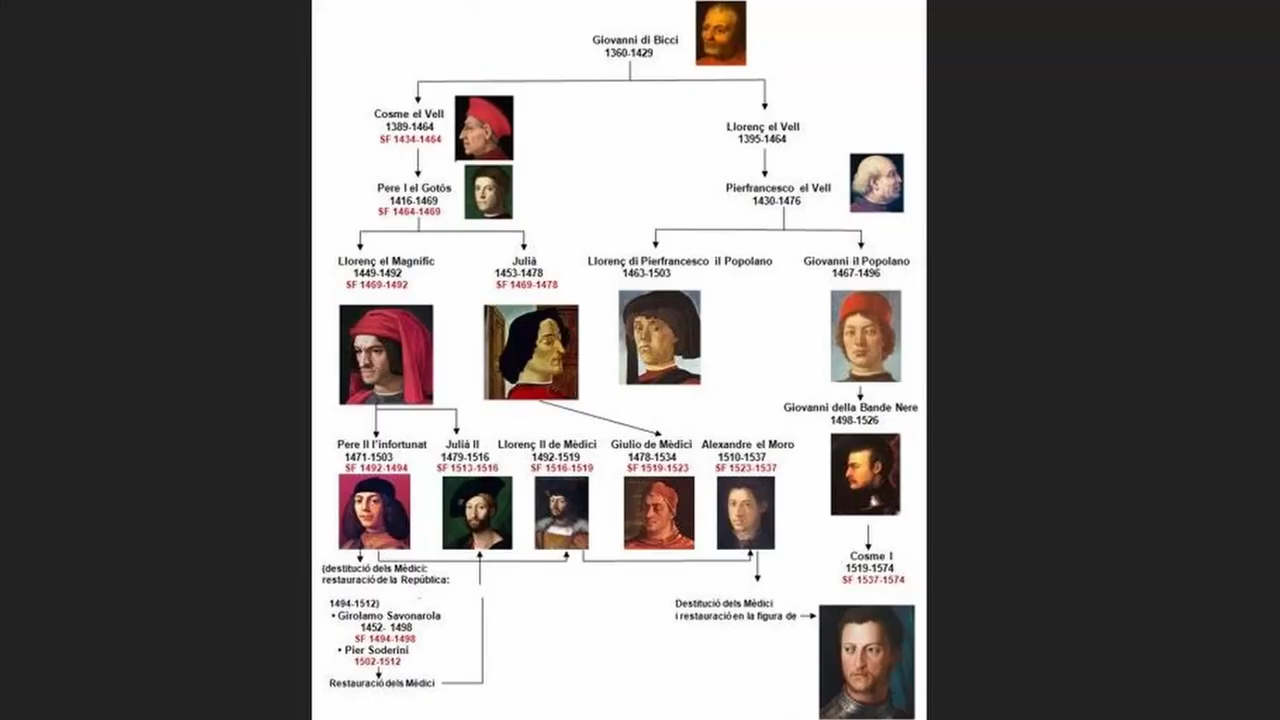 Giovanni di Bicci
1360-1429
Cosme el Vell
1389-1464
SF 1434-1464
Llorenç el Vell
1395-1464
Pere I el Gotós
1416-1469
SF 1464-1469
Pierfrancesco el Vell
1430-1476
Llorenç el Magnífic
1449-1492
SF 1469-1492
Julià
1453-1478
SF 1469-1478
Llorenç di Pierfrancesco il Popolano
1463-1503
Giovanni il Popolano
1467-1496
Giovanni della Bande Nere
1498-1526
Pere II l'infortunat
1471-1503
SF 1492-1494
Julià II
1479-1516
SF 1513-1516
Llorenç II de Mèdici
1492-1519
SF 1516-1519
Giulio de Mèdici
1478-1534
SF 1519-1523
Alexandre el Moro
1510-1537
SF 1523-1537
Cosme I
1519-1574
SF 1537-1574
(destitució dels Mèdici:
restauració de la República:
1494-1512)
• Girolamo Savonarola
1452- 1498
SF 1494-1498
• Pier Soderini
1502-1512
Restauració dels Mèdici
Destitució dels Mèdici
i restauració en la figura de